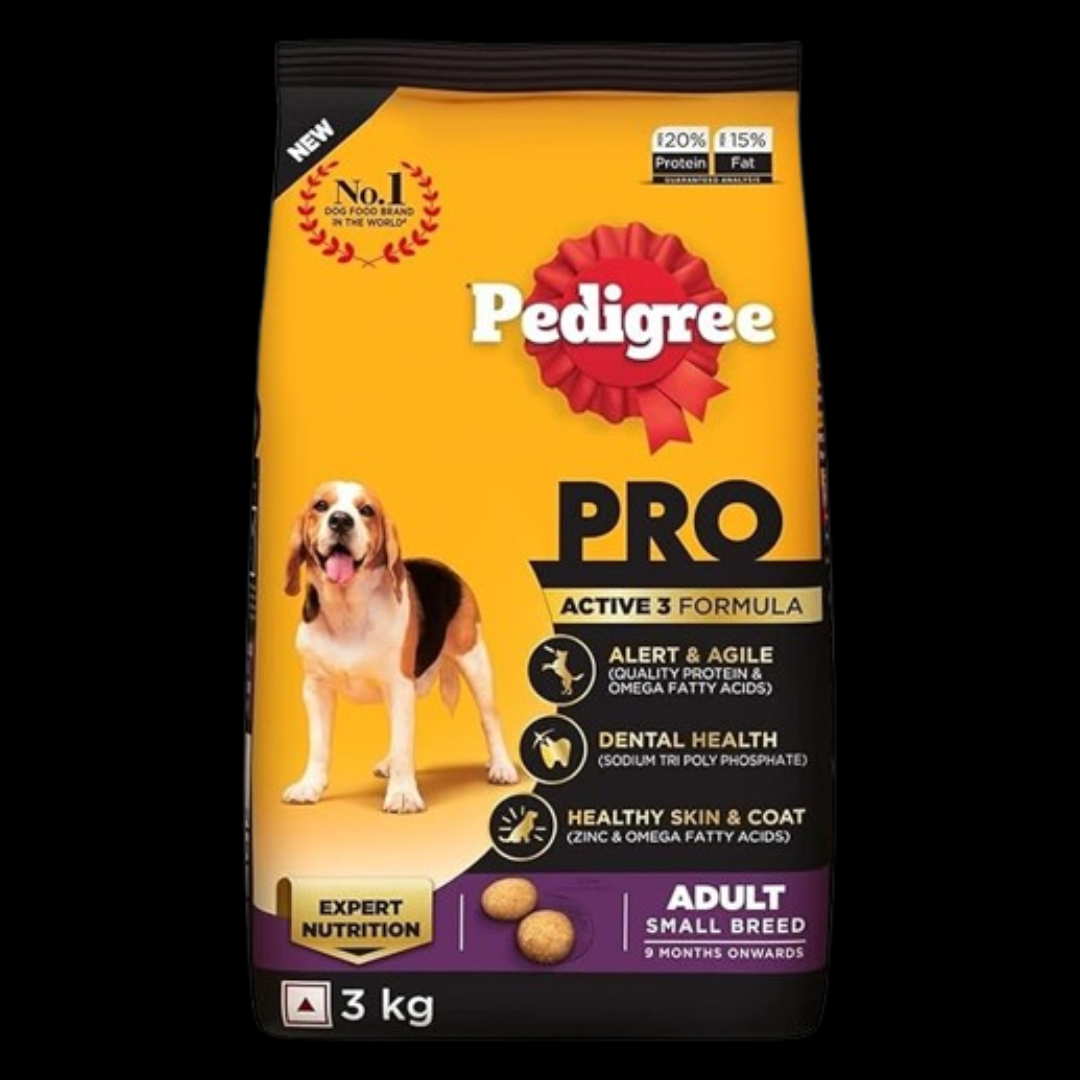 NEW
No.1
DOG FOOD BRAND
IN THE WORLD*
20% 15%
Protein Fat
GUARANTEED ANALYSIS
Pedigree
PRO
ACTIVE 3 FORMULA
ALERT & AGILE
(QUALITY PROTEIN &
OMEGA FATTY ACIDS)
DENTAL HEALTH
(SODIUM TRI POLY PHOSPHATE)
HEALTHY SKIN & COAT
(ZINC & OMEGA FATTY ACIDS)
EXPERT
NUTRITION
ADULT
SMALL BREED
9 MONTHS ONWARDS
3 kg